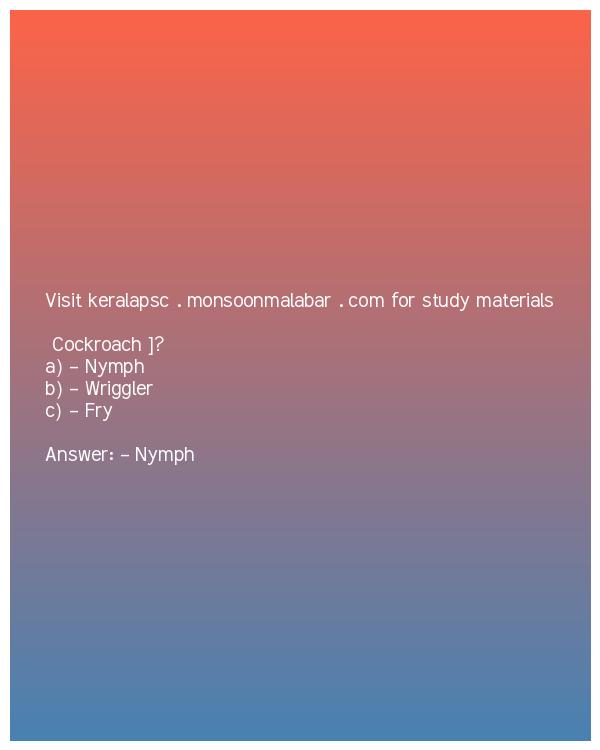 Visit keralapsc . monsoonmalabar . com for study materials
Cockroach ]?
a) – Nymph
b) – Wriggler
c) – Fry
Answer: – Nymph